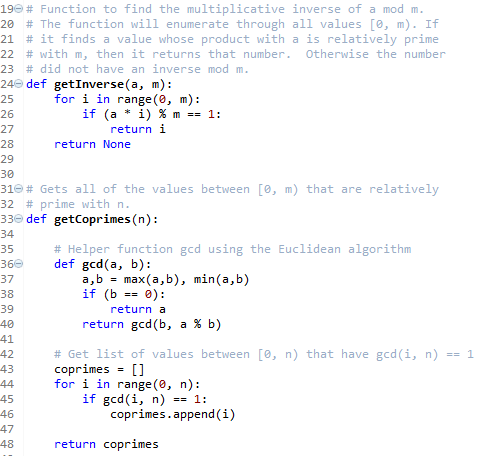 19 # Function to find the multiplicative inverse of a mod m.
20 # The function will enumerate through all values [0, m). If
21 # it finds a value whose product with a is relatively prime
22 # with m, then it returns that number.  Otherwise the number
23 # did not have an inverse mod m.
24 def getInverse(a, m):
25     for i in range(0, m):
26         if (a * i) % m == 1:
27             return i
28     return None
29
30
31 # Gets all of the values between [0, m) that are relatively
32 # prime with n.
33 def getCoprimes(n):
34
35     # Helper function gcd using the Euclidean algorithm
36     def gcd(a, b):
37         a,b = max(a,b), min(a,b)
38         if (b == 0):
39             return a
40         return gcd(b, a % b)
41
42     # Get list of values between [0, n) that have gcd(i, n) == 1
43     coprimes = []
44     for i in range(0, n):
45         if gcd(i, n) == 1:
46             coprimes.append(i)
47
48     return coprimes